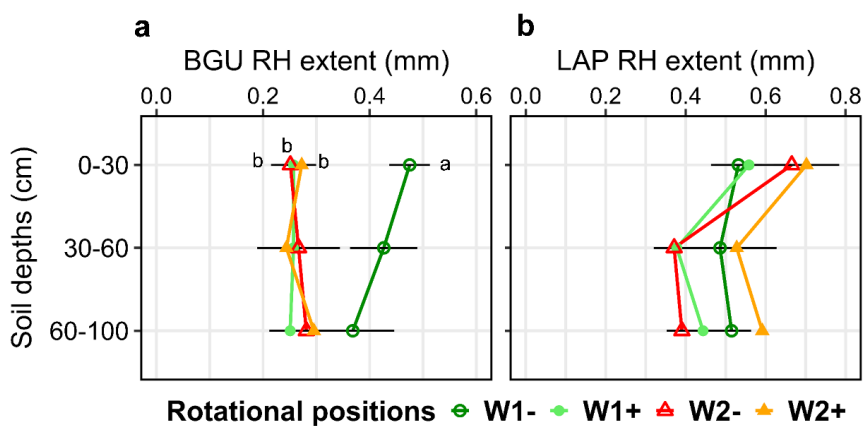 a b
BGU RH extent (mm) LAP RH extent (mm)
0.0 0.2 0.4 0.6 0.0 0.2 0.4 0.6 0.8
Soil depths (cm)
b
0-30 b b a
30-60
60-100
Rotational positions W1- W1+ W2- W2+